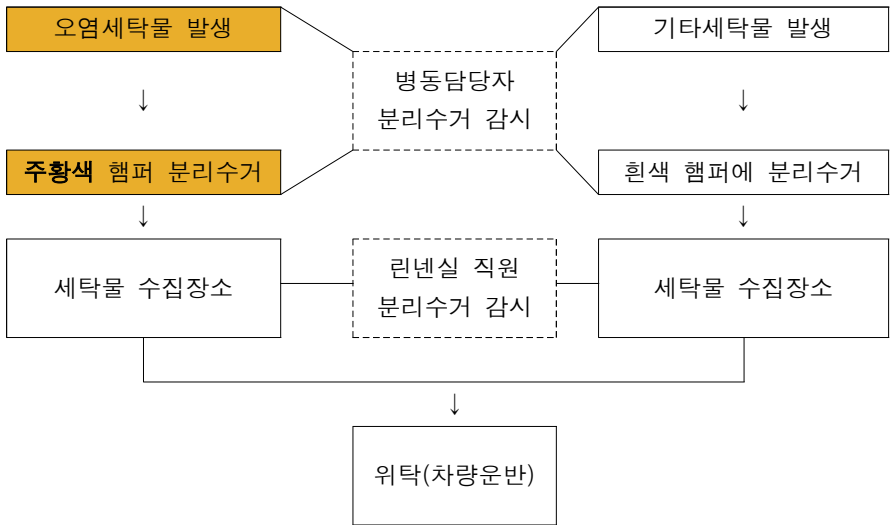 오염세탁물 발생
기타세탁물 발생
병동담당자
분리수거 감시
↓
↓
주황색 햄퍼 분리수거
흰색 햄퍼에 분리수거
↓
↓
세탁물 수집장소
린넨실 직원
분리수거 감시
세탁물 수집장소
↓
위탁(차량운반)